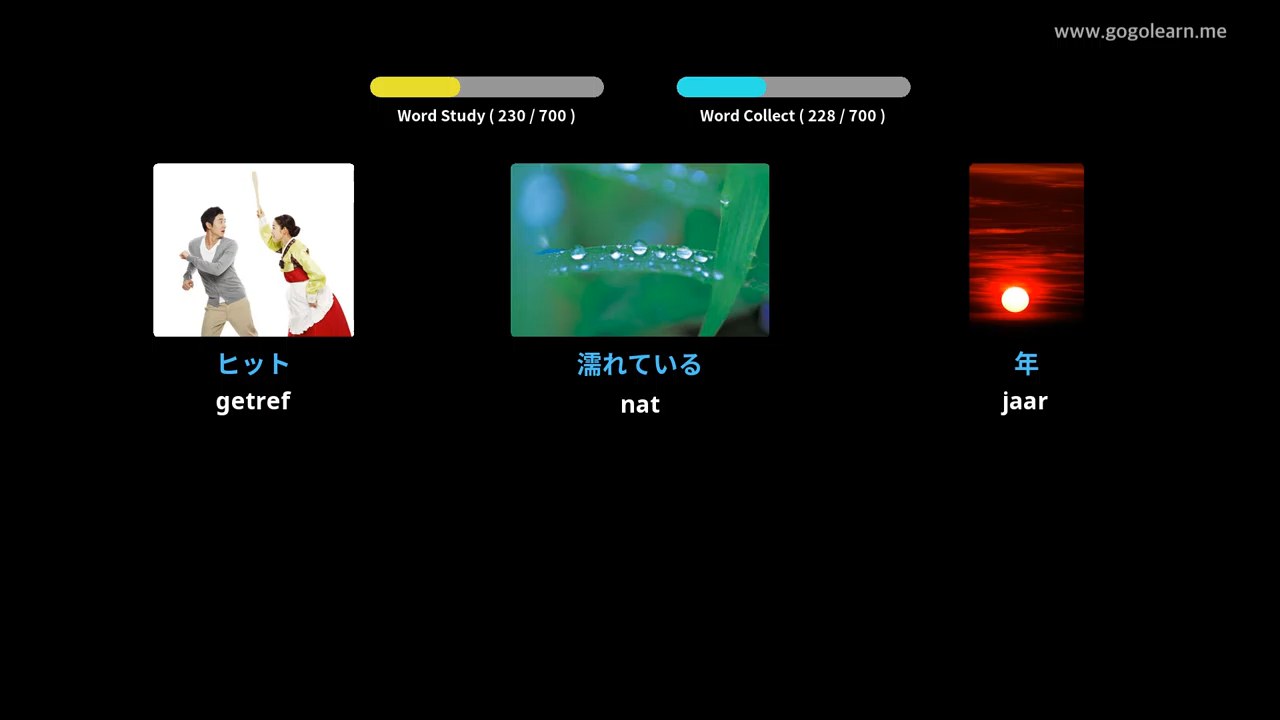 www.gogolearn.me
Word Study ( 230 / 700 )
Word Collect ( 228 / 700 )
ヒット
getref
濡れている
nat
年
jaar